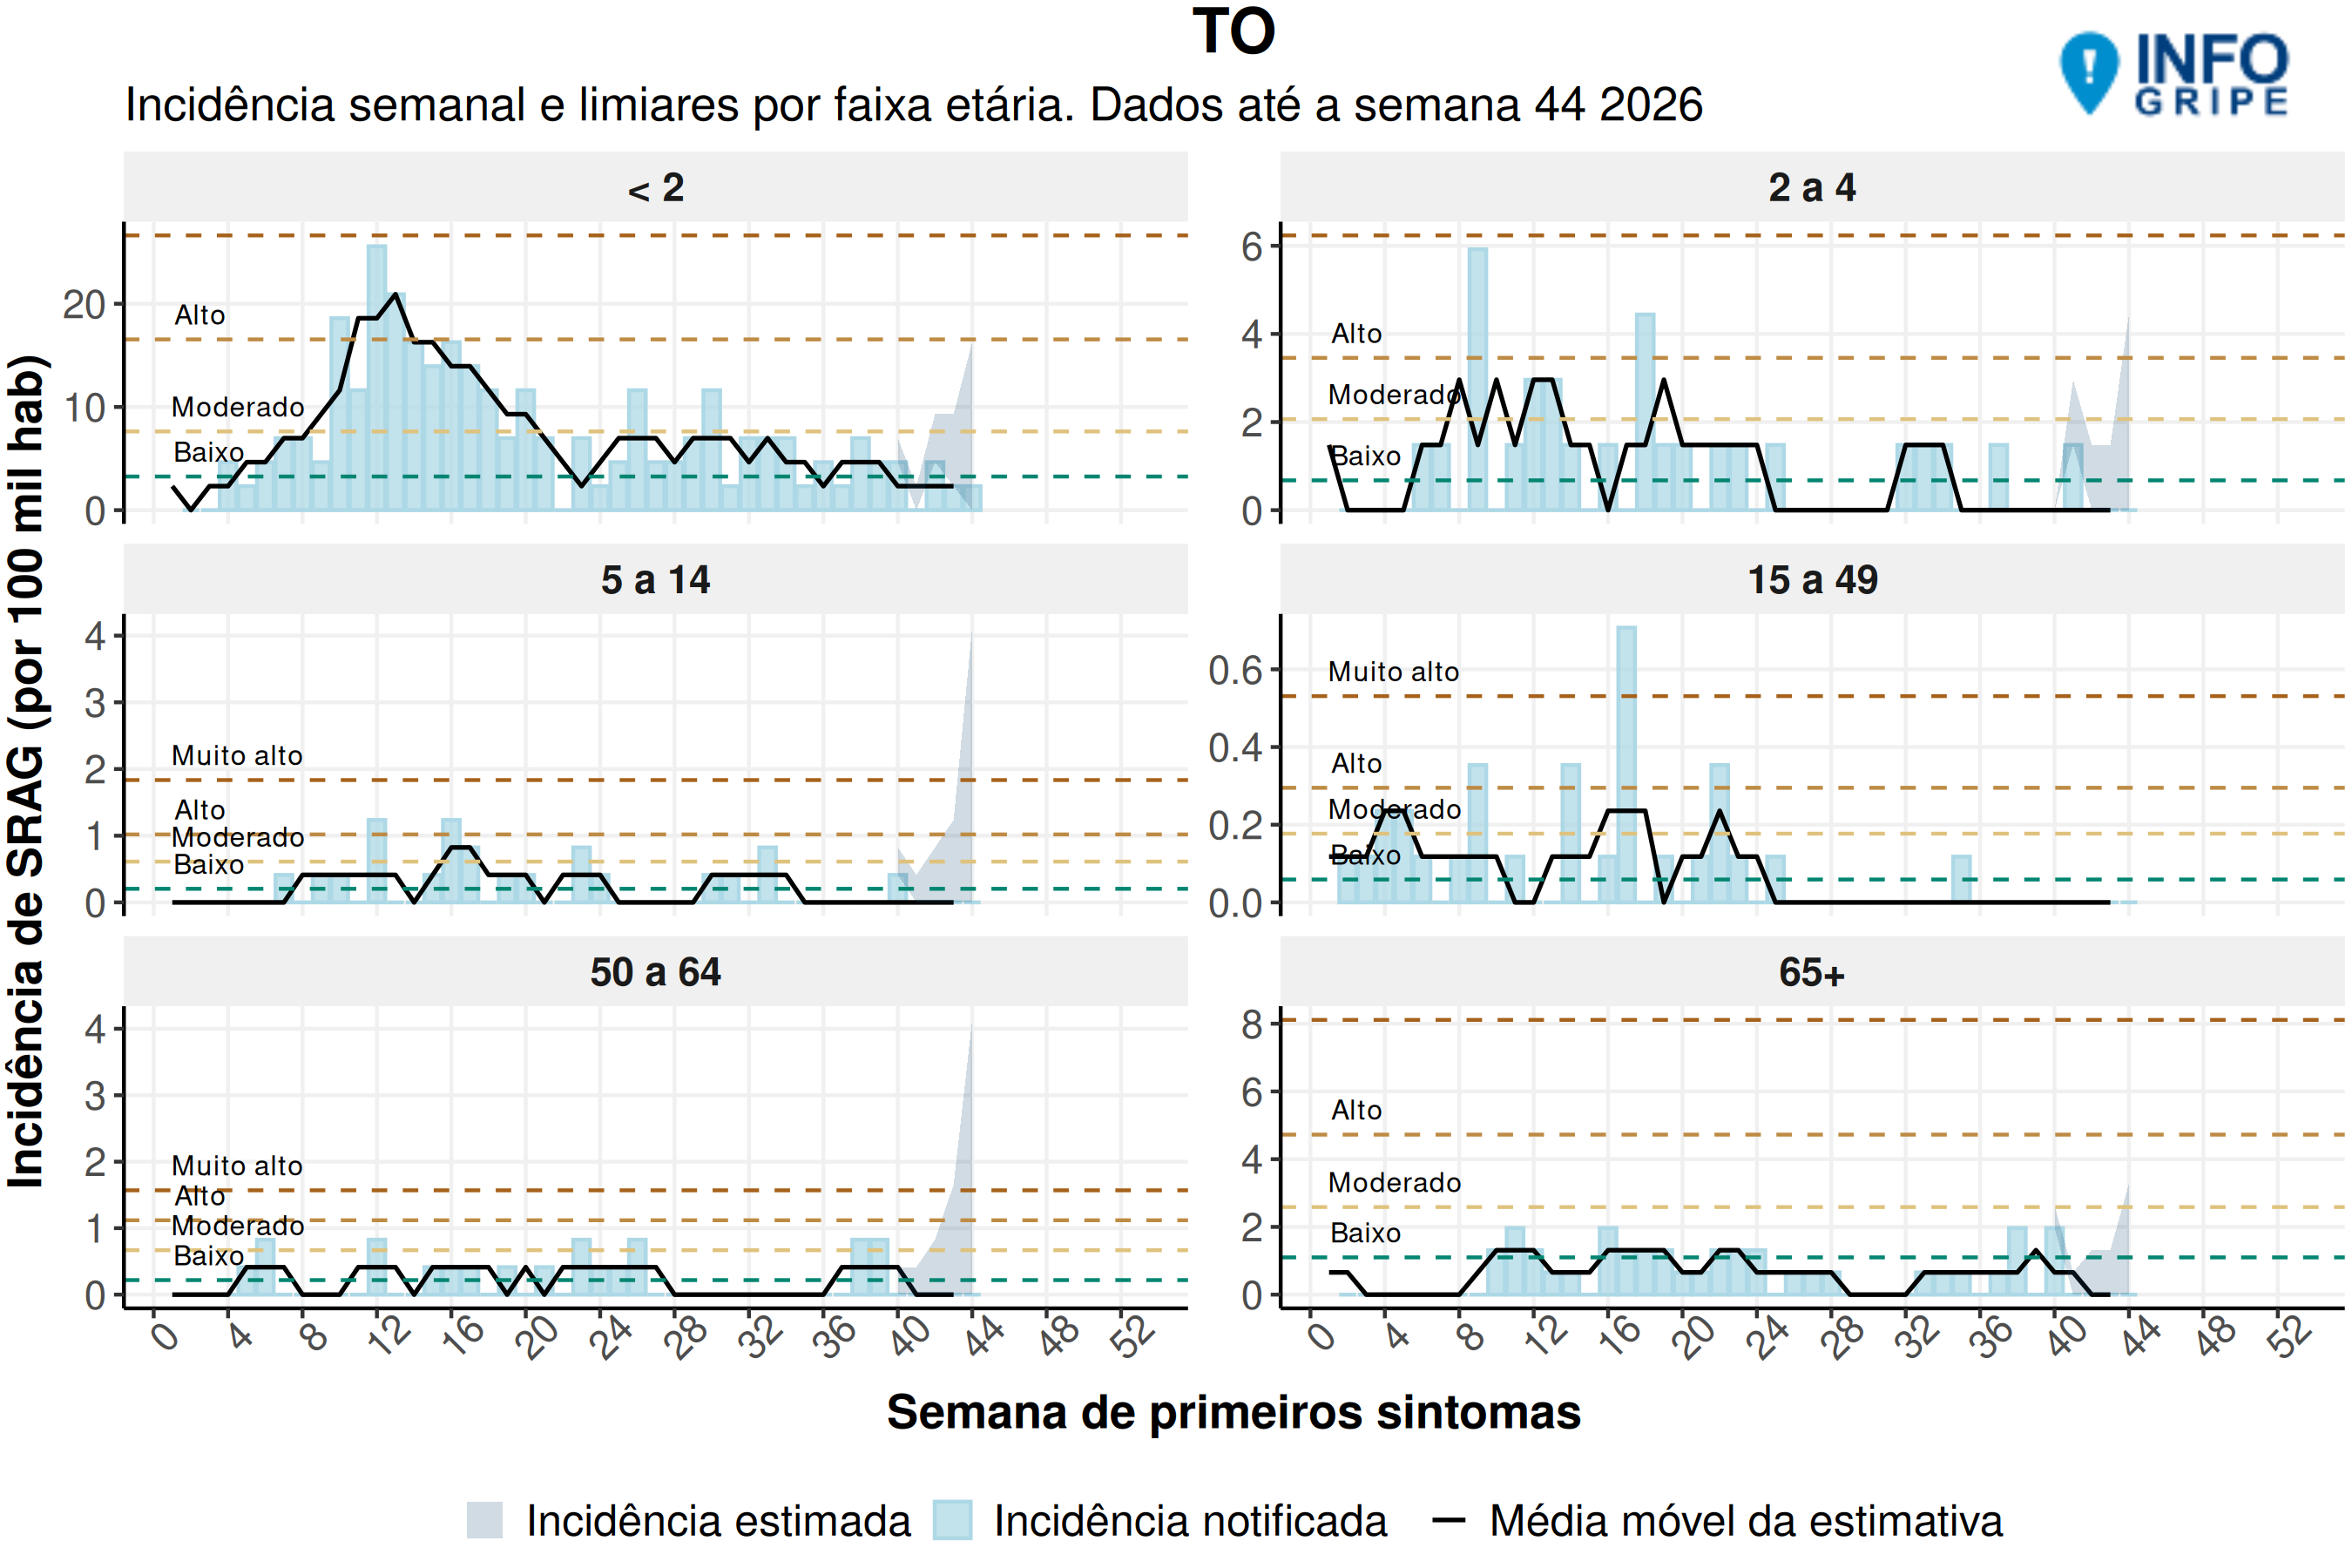 TO
INFO
GRIPE
Incidência semanal e limiares por faixa etária. Dados até a semana 44 2026
Incidência de SRAG (por 100 mil hab)
< 2
20
10
0
Alto
Moderado
Baixo
2 a 4
6
4
2
0
Alto
Moderado
Baixo
5 a 14
4
3
2
1
0
Muito alto
Alto
Moderado
Baixo
15 a 49
0.6
0.4
0.2
0.0
Muito alto
Alto
Moderado
Baixo
50 a 64
4
3
2
1
0
Muito alto
Alto
Moderado
Baixo
65+
8
6
4
2
0
Alto
Moderado
Baixo
0 4 8 12 16 20 24 28 32 36 40 44 48 52
0 4 8 12 16 20 24 28 32 36 40 44 48 52
Semana de primeiros sintomas
Incidência estimada Incidência notificada Média móvel da estimativa